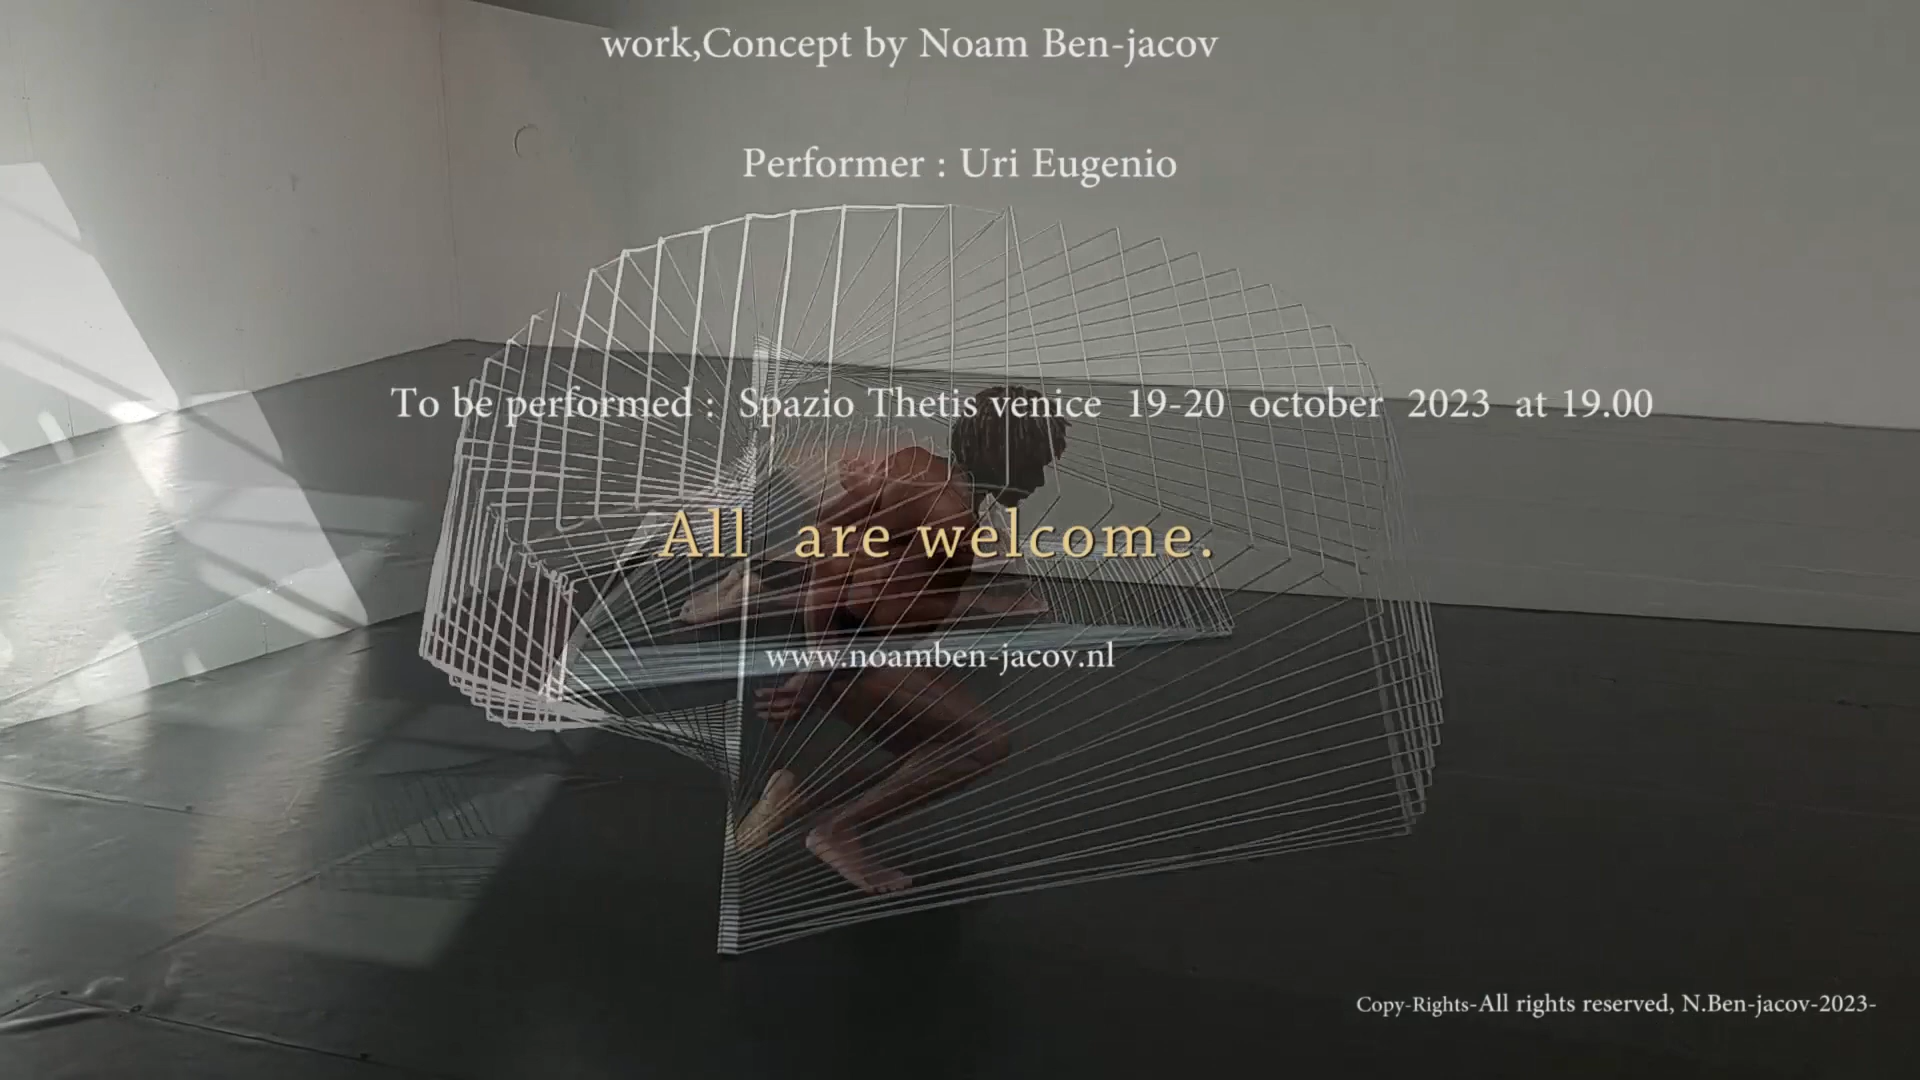 work,Concept by Noam Ben-jacov
Performer : Uri Eugenio
To be performed : Spazio Thetis venice 19-20 october 2023 at 19.00
All are welcome.
www.noamben-jacov.nl
Copy-Rights-All rights reserved, N.Ben-jacov-2023-